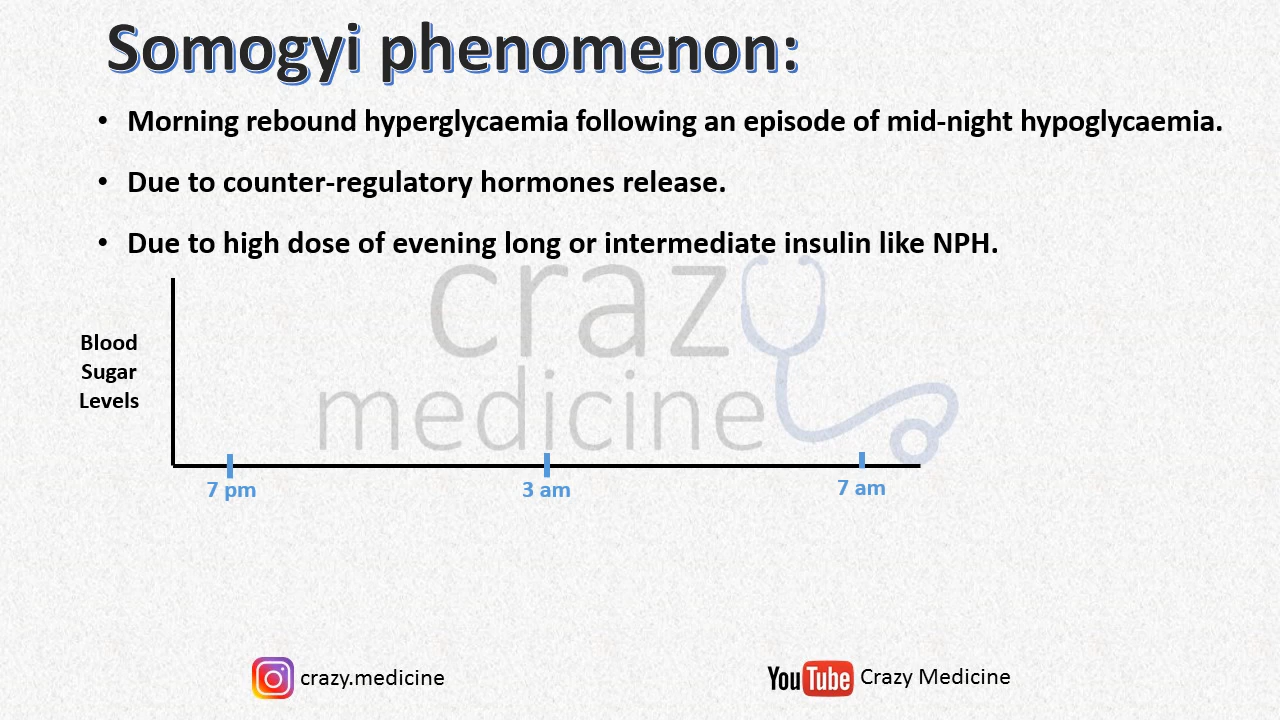 Somogyi phenomenon:
• Morning rebound hyperglycaemia following an episode of mid-night hypoglycaemia.
• Due to counter-regulatory hormones release.
• Due to high dose of evening long or intermediate insulin like NPH.
crazy
medicine
Blood
Sugar
Levels
7 pm 3 am 7 am
crazy.medicine
YouTube Crazy Medicine